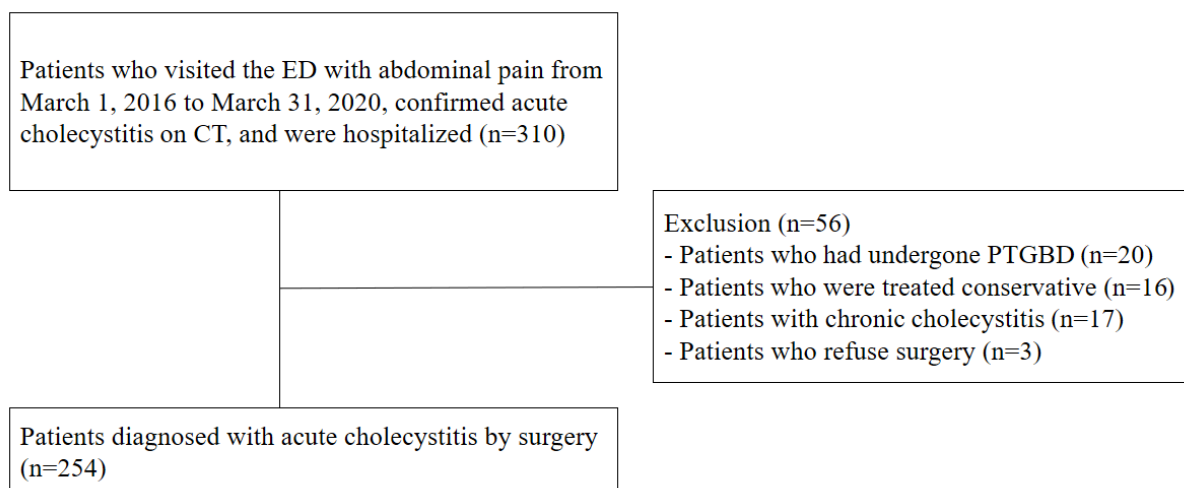 Patients who visited the ED with abdominal pain from
March 1, 2016 to March 31, 2020, confirmed acute
cholecystitis on CT, and were hospitalized (n=310)
Exclusion (n=56)
- Patients who had undergone PTGBD (n=20)
- Patients who were treated conservative (n=16)
- Patients with chronic cholecystitis (n=17)
- Patients who refuse surgery (n=3)
Patients diagnosed with acute cholecystitis by surgery
(n=254)